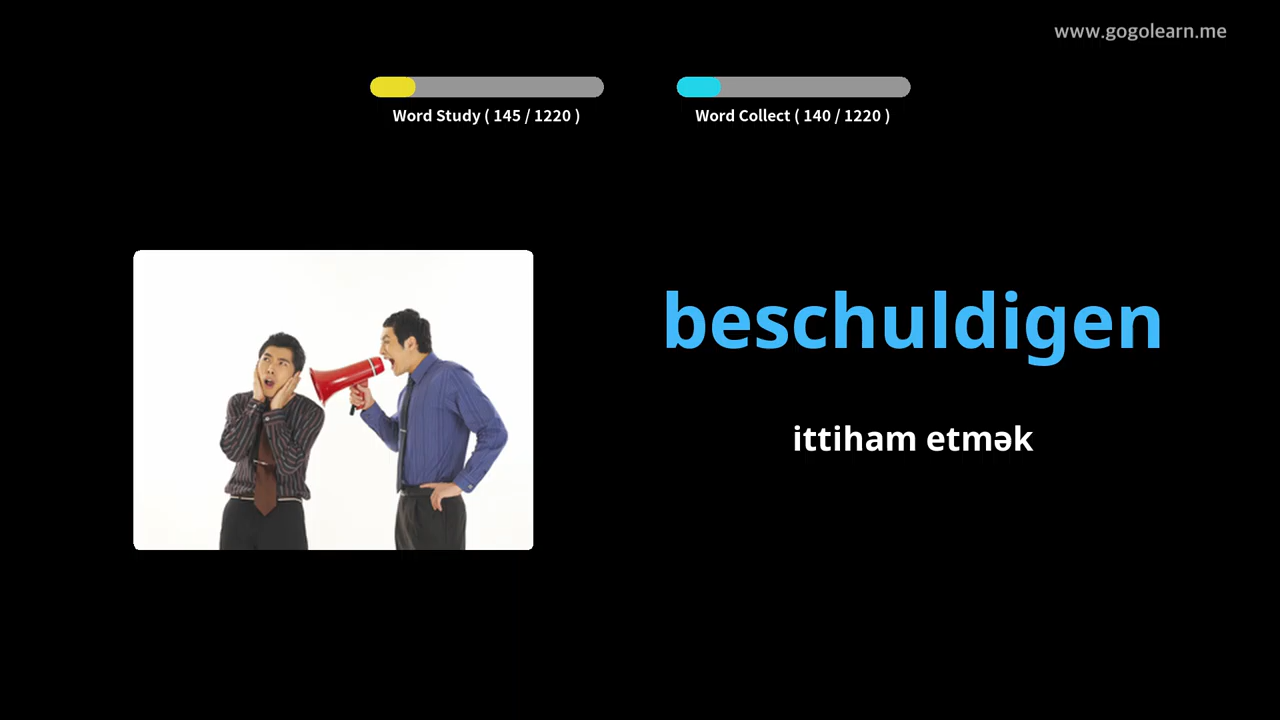 www.gogolearn.me
Word Study ( 145 / 1220 )
Word Collect ( 140 / 1220 )
beschuldigen
ittiham etmək